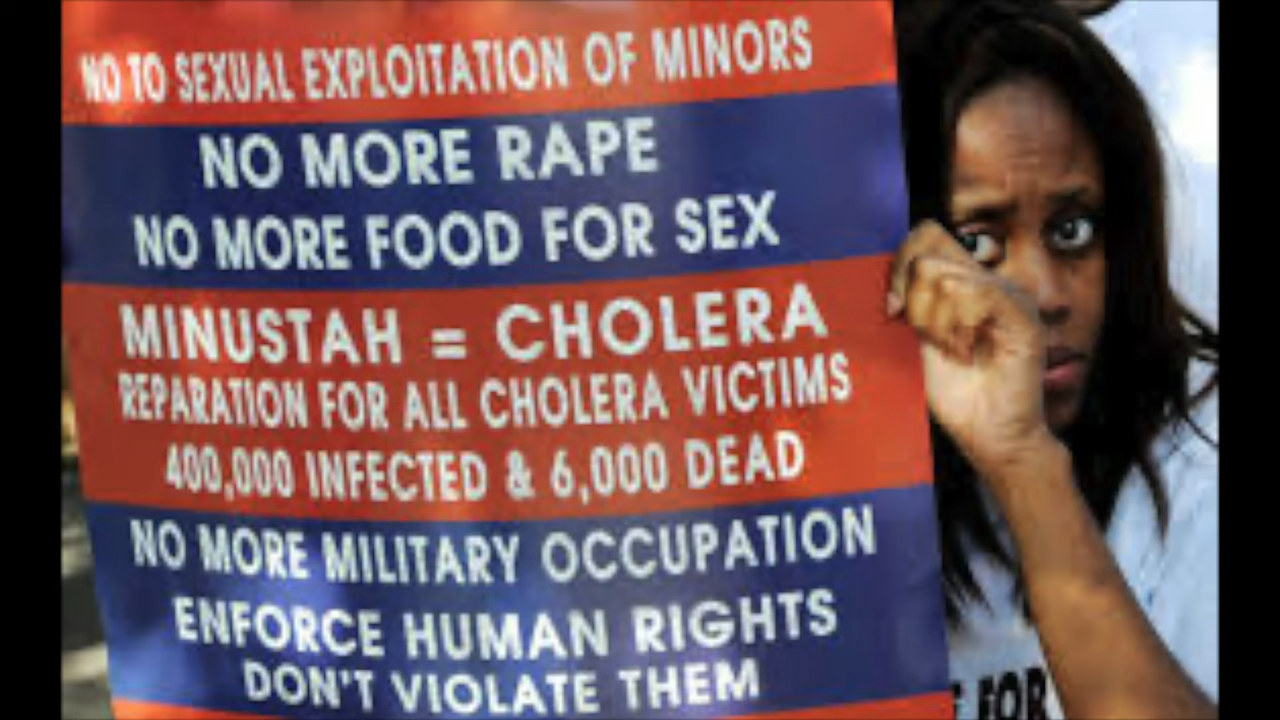 NO TO SEXUAL EXPLOITATION OF MINORS
NO MORE RAPE
NO MORE FOOD FOR SEX
MINUSTAH = CHOLERA
REPARATION FOR ALL CHOLERA VICTIMS
400,000 INFECTED & 6,000 DEAD
NO MORE MILITARY OCCUPATION
ENFORCE HUMAN RIGHTS
DON'T VIOLATE THEM
FOR